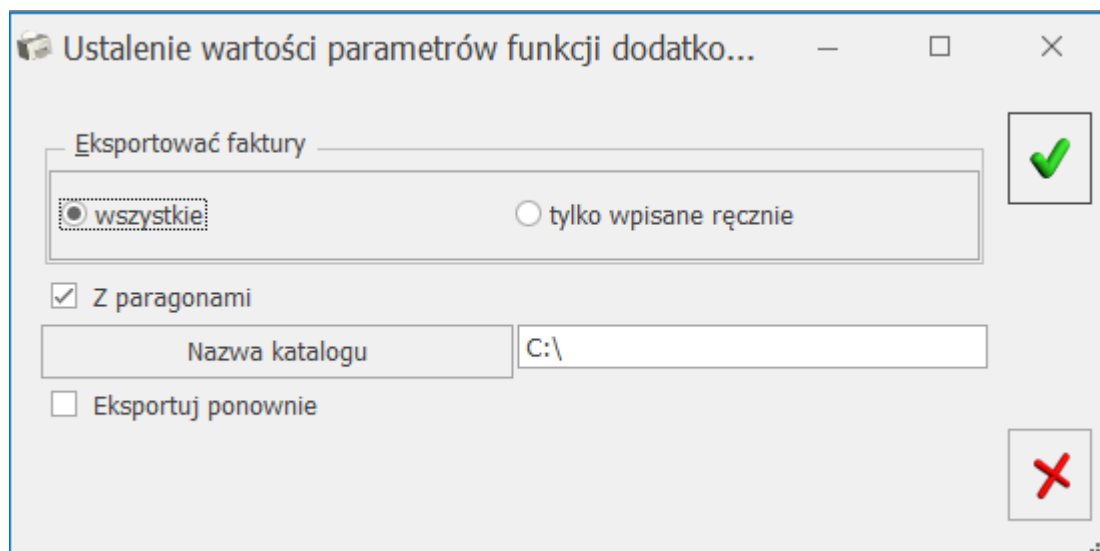 Ustalenie wartości parametrów funkcji dodatko...
Eksportować faktury
wszystkie
tylko wpisane ręcznie
Z paragonami
Nazwa katalogu
C:\
Eksportuj ponownie